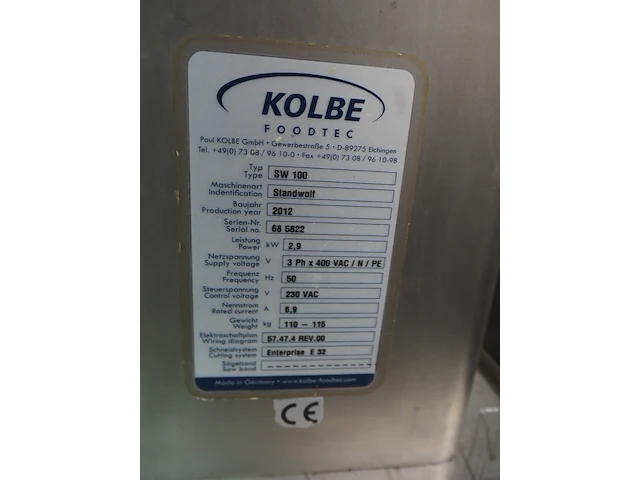 KOLBE
FOODTEC
Paul KOLBE GmbH • Gewerbestraße 5 • D-89275 Elchingen
Tel. +49(0) 73 08 / 96 10-0 • Fax +49(0) 73 08 / 96 10-98
Typ
Type SW 100
Maschinenart
Indentification Standwolf
Baujahr
Production year 2012
Serien-Nr.
Serial no. 68 5822
Leistung
Power kW 2,9
Netzspannung
Supply voltage V 3 Ph x 400 VAC / N / PE
Frequenz
Frequency Hz 50
Steuerspannung
Control voltage V 230 VAC
Nennstrom
Rated current A 6,9
Gewicht
Weight kg 110 – 115
Elektroschaltplan
Wiring diagram 57.47.4 REV.00
Schneidsystem
Cutting system Enterprise E 32
Sägeband
Saw band – – – – – – – – – – – – –
Made in Germany • www.kolbe-foodtec.com
CE